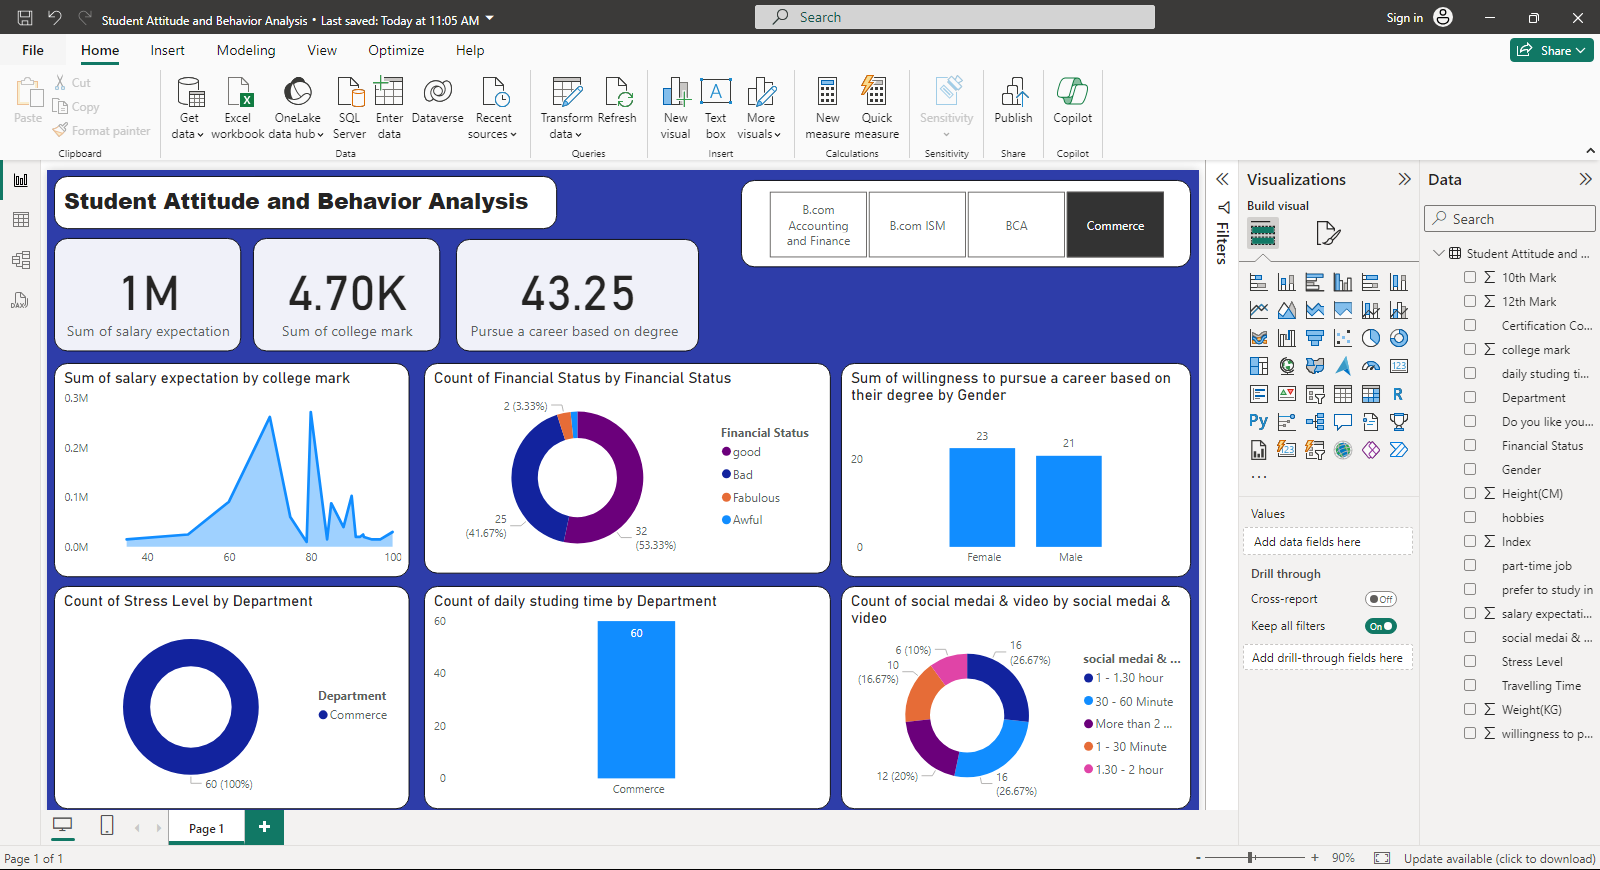 Student Attitude and Behavior Analysis • Last saved: Today at 11:05 AM
Search
Sign in
File
Home
Insert
Modeling
View
Optimize
Help
Share
Paste
Cut
Copy
Format painter
Clipboard
Get
data
Excel
workbook
OneLake
data hub
SQL
Server
Enter
data
Dataverse
Recent
sources
Data
Transform
data
Refresh
Queries
New
visual
Text
box
More
visuals
Insert
New
measure
Quick
measure
Calculations
Sensitivity
Sensitivity
Publish
Share
Copilot
Copilot
Student Attitude and Behavior Analysis
B.com
Accounting
and Finance
B.com ISM
BCA
Commerce
1M
Sum of salary expectation
4.70K
Sum of college mark
43.25
Pursue a career based on degree
Sum of salary expectation by college mark
0.3M
0.2M
0.1M
0.0M
40
60
80
100
Count of Financial Status by Financial Status
2 (3.33%)
25
(41.67%)
32
(53.33%)
Financial Status
good
Bad
Fabulous
Awful
Sum of willingness to pursue a career based on
their degree by Gender
20
0
23
21
Female
Male
Count of Stress Level by Department
60 (100%)
Department
Commerce
Count of daily studing time by Department
60
40
20
0
60
Commerce
Count of social medai & video by social medai &
video
6 (10%)
10
(16.67%)
12 (20%)
16
(26.67%)
16
(26.67%)
social medai & ...
1 - 1.30 hour
30 - 60 Minute
More than 2 ...
1 - 30 Minute
1.30 - 2 hour
Filters
Visualizations
Build visual
123
R
Py
123
...
Values
Add data fields here
Drill through
Cross-report
Off
Keep all filters
On
Add drill-through fields here
Data
Search
Student Attitude and ...
10th Mark
12th Mark
Certification Co...
college mark
daily studing ti...
Department
Do you like you...
Financial Status
Gender
Height(CM)
hobbies
Index
part-time job
prefer to study in
salary expectati...
social medai & ...
Stress Level
Travelling Time
Weight(KG)
willingness to p...
DAX
Page 1
+
Page 1 of 1
- + 90%
Update available (click to download)